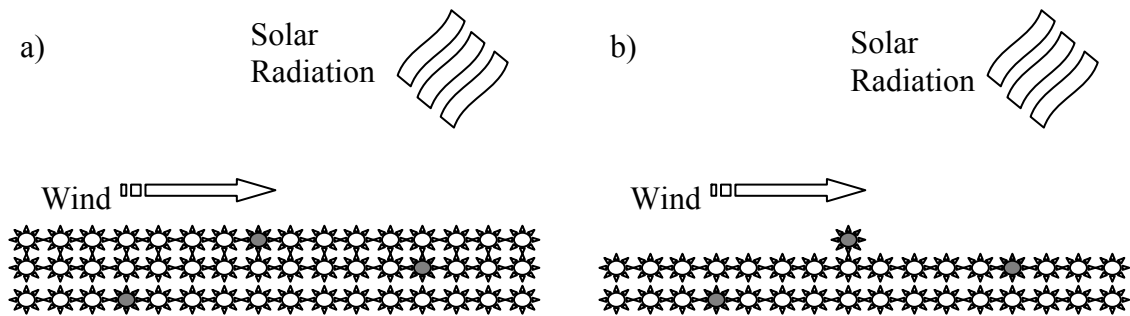 a)
Solar
Radiation
Wind
b)
Solar
Radiation
Wind